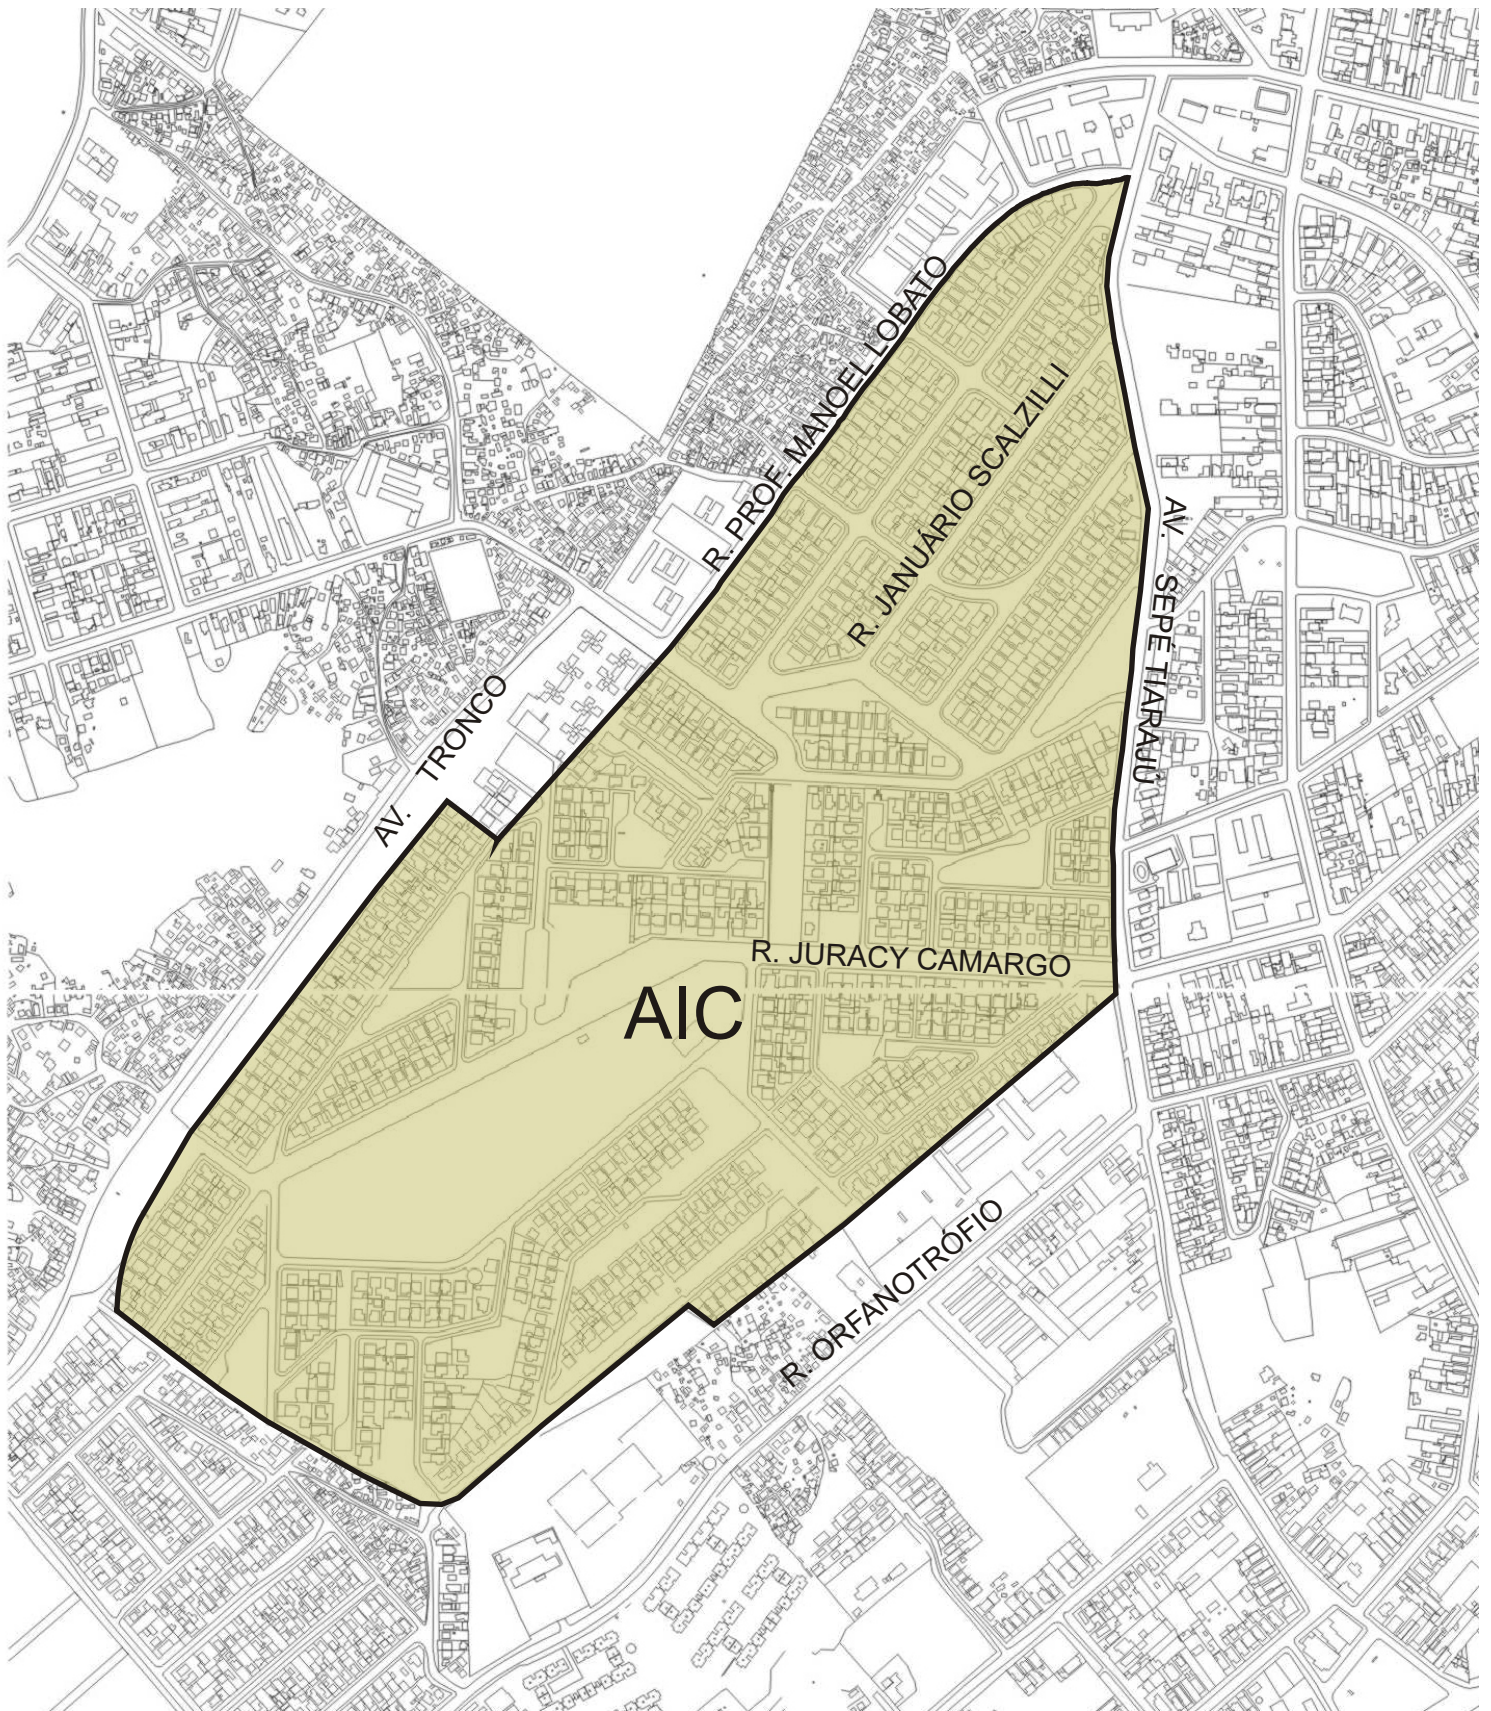 R. PROF. MANOEL LOBATO
R. JANUÁRIO SCALZILLI
AV. SEPÉ TIARAJÚ
AV. TRONCO
R. JURACY CAMARGO
AIC
R. ORFANOTRÓFIO